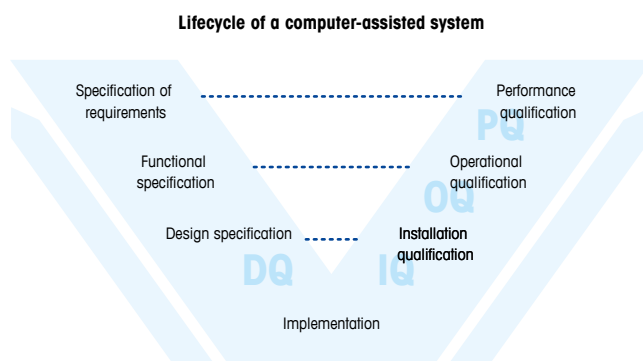 Lifecycle of a computer-assisted system
Specification of
requirements
Performance
qualification
PQ
Functional
specification
Operational
qualification
OQ
Design specification
Installation
qualification
DQ
IQ
Implementation